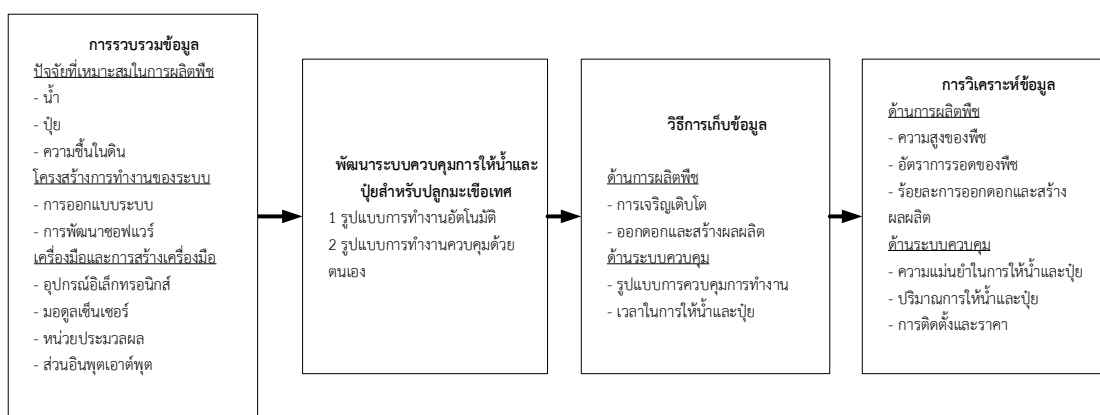 การรวบรวมข้อมูล
ปัจจัยที่เหมาะสมในการผลิตพืช
- น้ำ
- ปุ๋ย
- ความชื้นในดิน
โครงสร้างการทำงานของระบบ
- การออกแบบระบบ
- การพัฒนาซอฟแวร์
เครื่องมือและการสร้างเครื่องมือ
- อุปกรณ์อิเล็กทรอนิกส์
- มอดูลเซ็นเซอร์
- หน่วยประมวลผล
- ส่วนอินพุตเอาต์พุต
พัฒนาระบบควบคุมการให้น้ำและ
ปุ๋ยสำหรับปลูกมะเขือเทศ
1 รูปแบบการทำงานอัตโนมัติ
2 รูปแบบการทำงานควบคุมด้วย
ตนเอง
วิธีการเก็บข้อมูล
ด้านการผลิตพืช
- การเจริญเติบโต
- ออกดอกและสร้างผลผลิต
ด้านระบบควบคุม
- รูปแบบการควบคุมการทำงาน
- เวลาในการให้น้ำและปุ๋ย
การวิเคราะห์ข้อมูล
ด้านการผลิตพืช
- ความสูงของพืช
- อัตราการรอดของพืช
- ร้อยละการออกดอกและสร้าง
ผลผลิต
ด้านระบบควบคุม
- ความแม่นยำในการให้น้ำและปุ๋ย
- ปริมาณการให้น้ำและปุ๋ย
- การติดตั้งและราคา